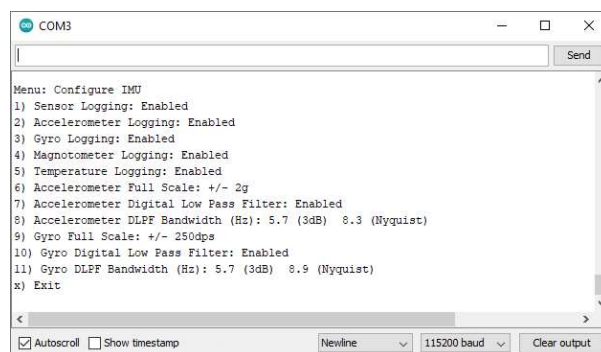 COM3
Send
Menu: Configure IMU
1) Sensor Logging: Enabled
2) Accelerometer Logging: Enabled
3) Gyro Logging: Enabled
4) Magnotometer Logging: Enabled
5) Temperature Logging: Enabled
6) Accelerometer Full Scale: +/- 2g
7) Accelerometer Digital Low Pass Filter: Enabled
8) Accelerometer DLPF Bandwidth (Hz): 5.7 (3dB) 8.3 (Nyquist)
9) Gyro Full Scale: +/- 250dps
10) Gyro Digital Low Pass Filter: Enabled
11) Gyro DLPF Bandwidth (Hz): 5.7 (3dB) 8.9 (Nyquist)
x) Exit
Autoscroll Show timestamp Newline 115200 baud Clear output